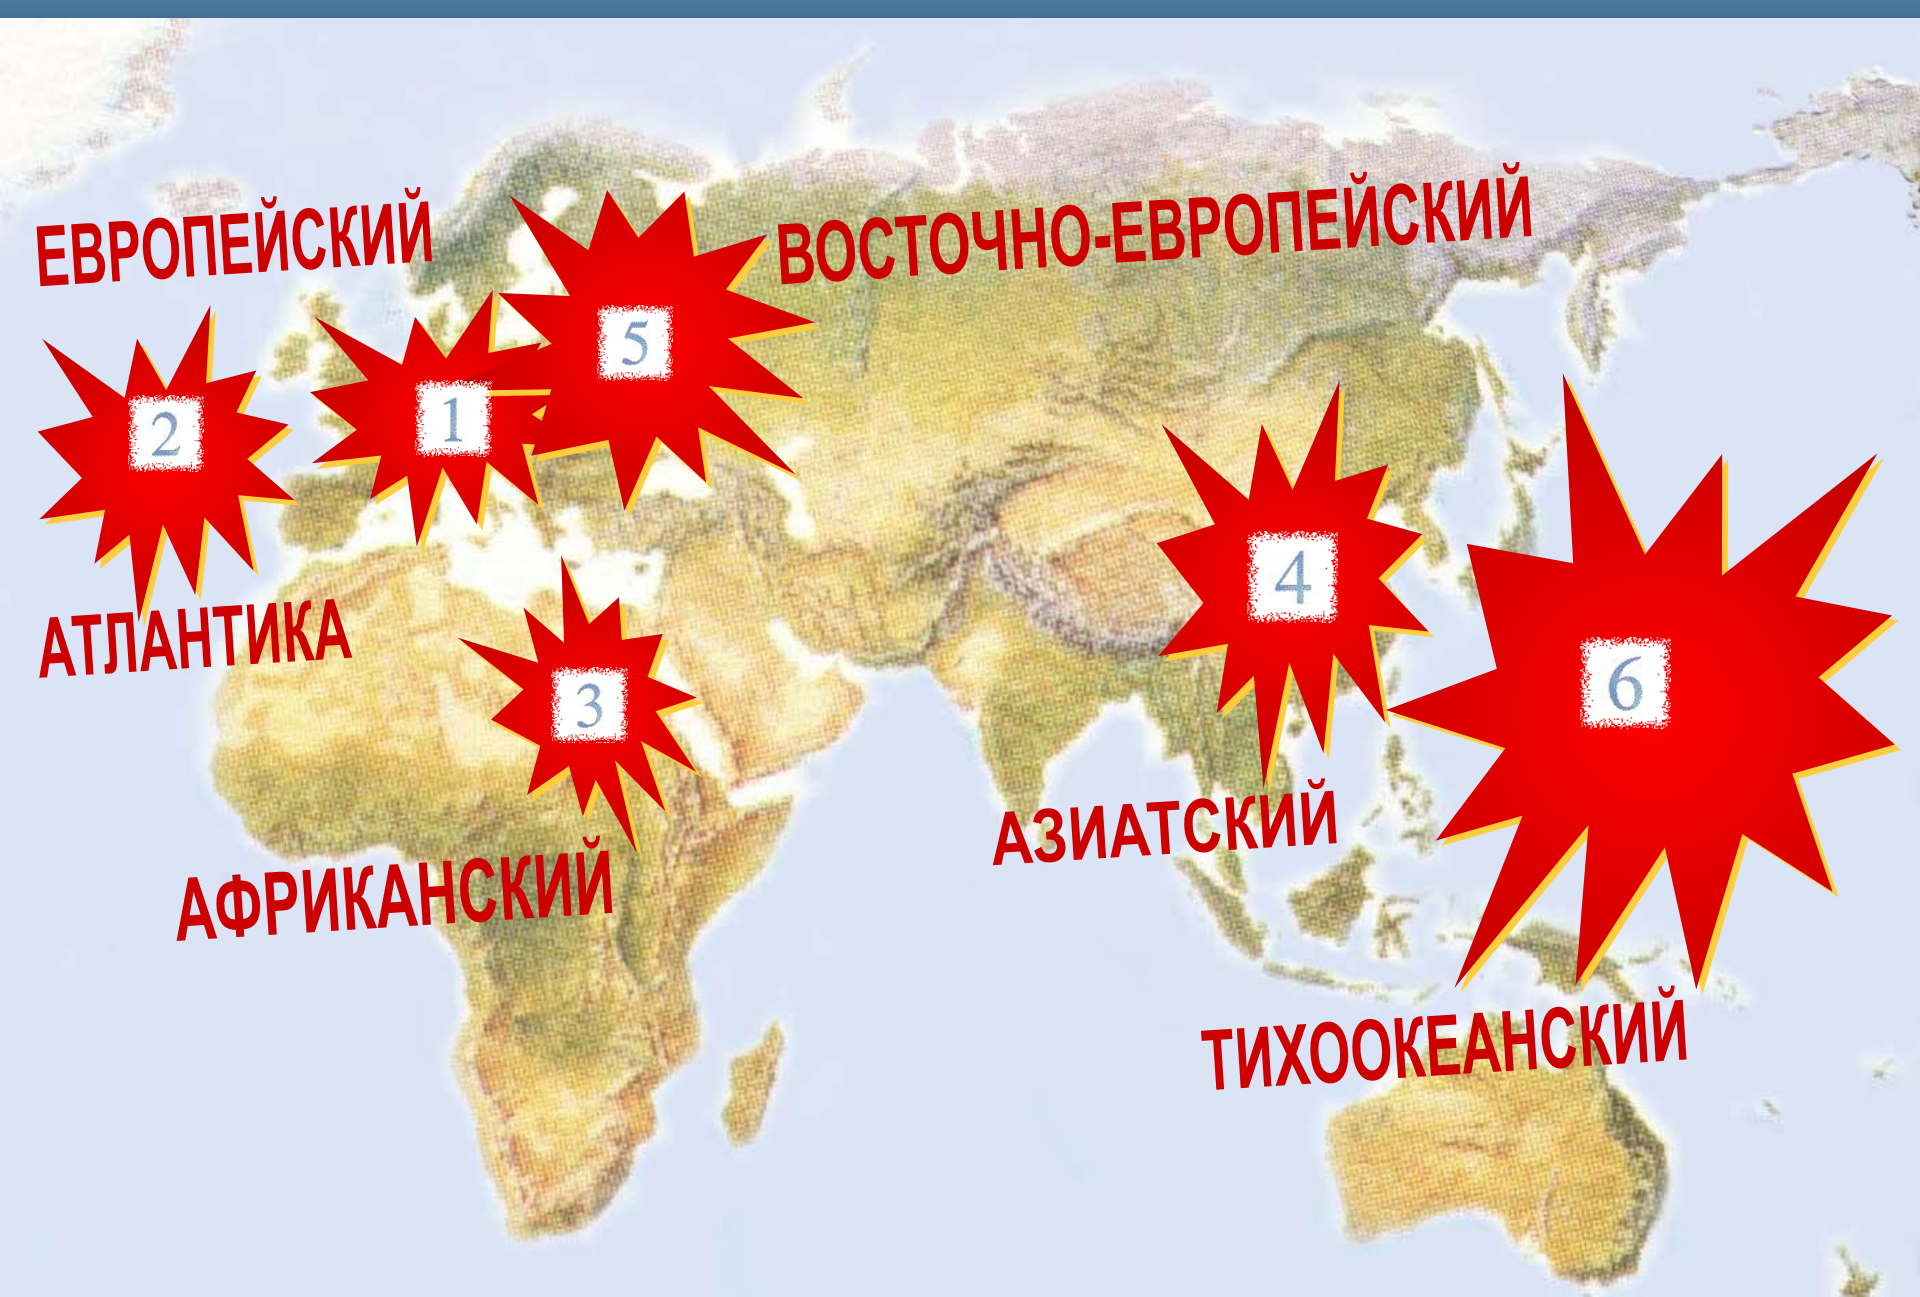 ЕВРОПЕЙСКИЙ
ВОСТОЧНО-ЕВРОПЕЙСКИЙ
5
1
2
4
АТЛАНТИКА
3
6
АЗИАТСКИЙ
АФРИКАНСКИЙ
ТИХООКЕАНСКИЙ